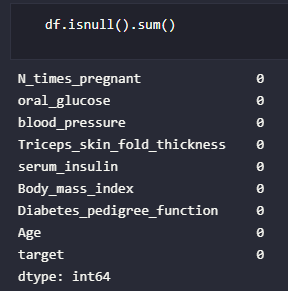 df.isnull().sum()
N_times_pregnant 0
oral_glucose 0
blood_pressure 0
Triceps_skin_fold_thickness 0
serum_insulin 0
Body_mass_index 0
Diabetes_pedigree_function 0
Age 0
target 0
dtype: int64